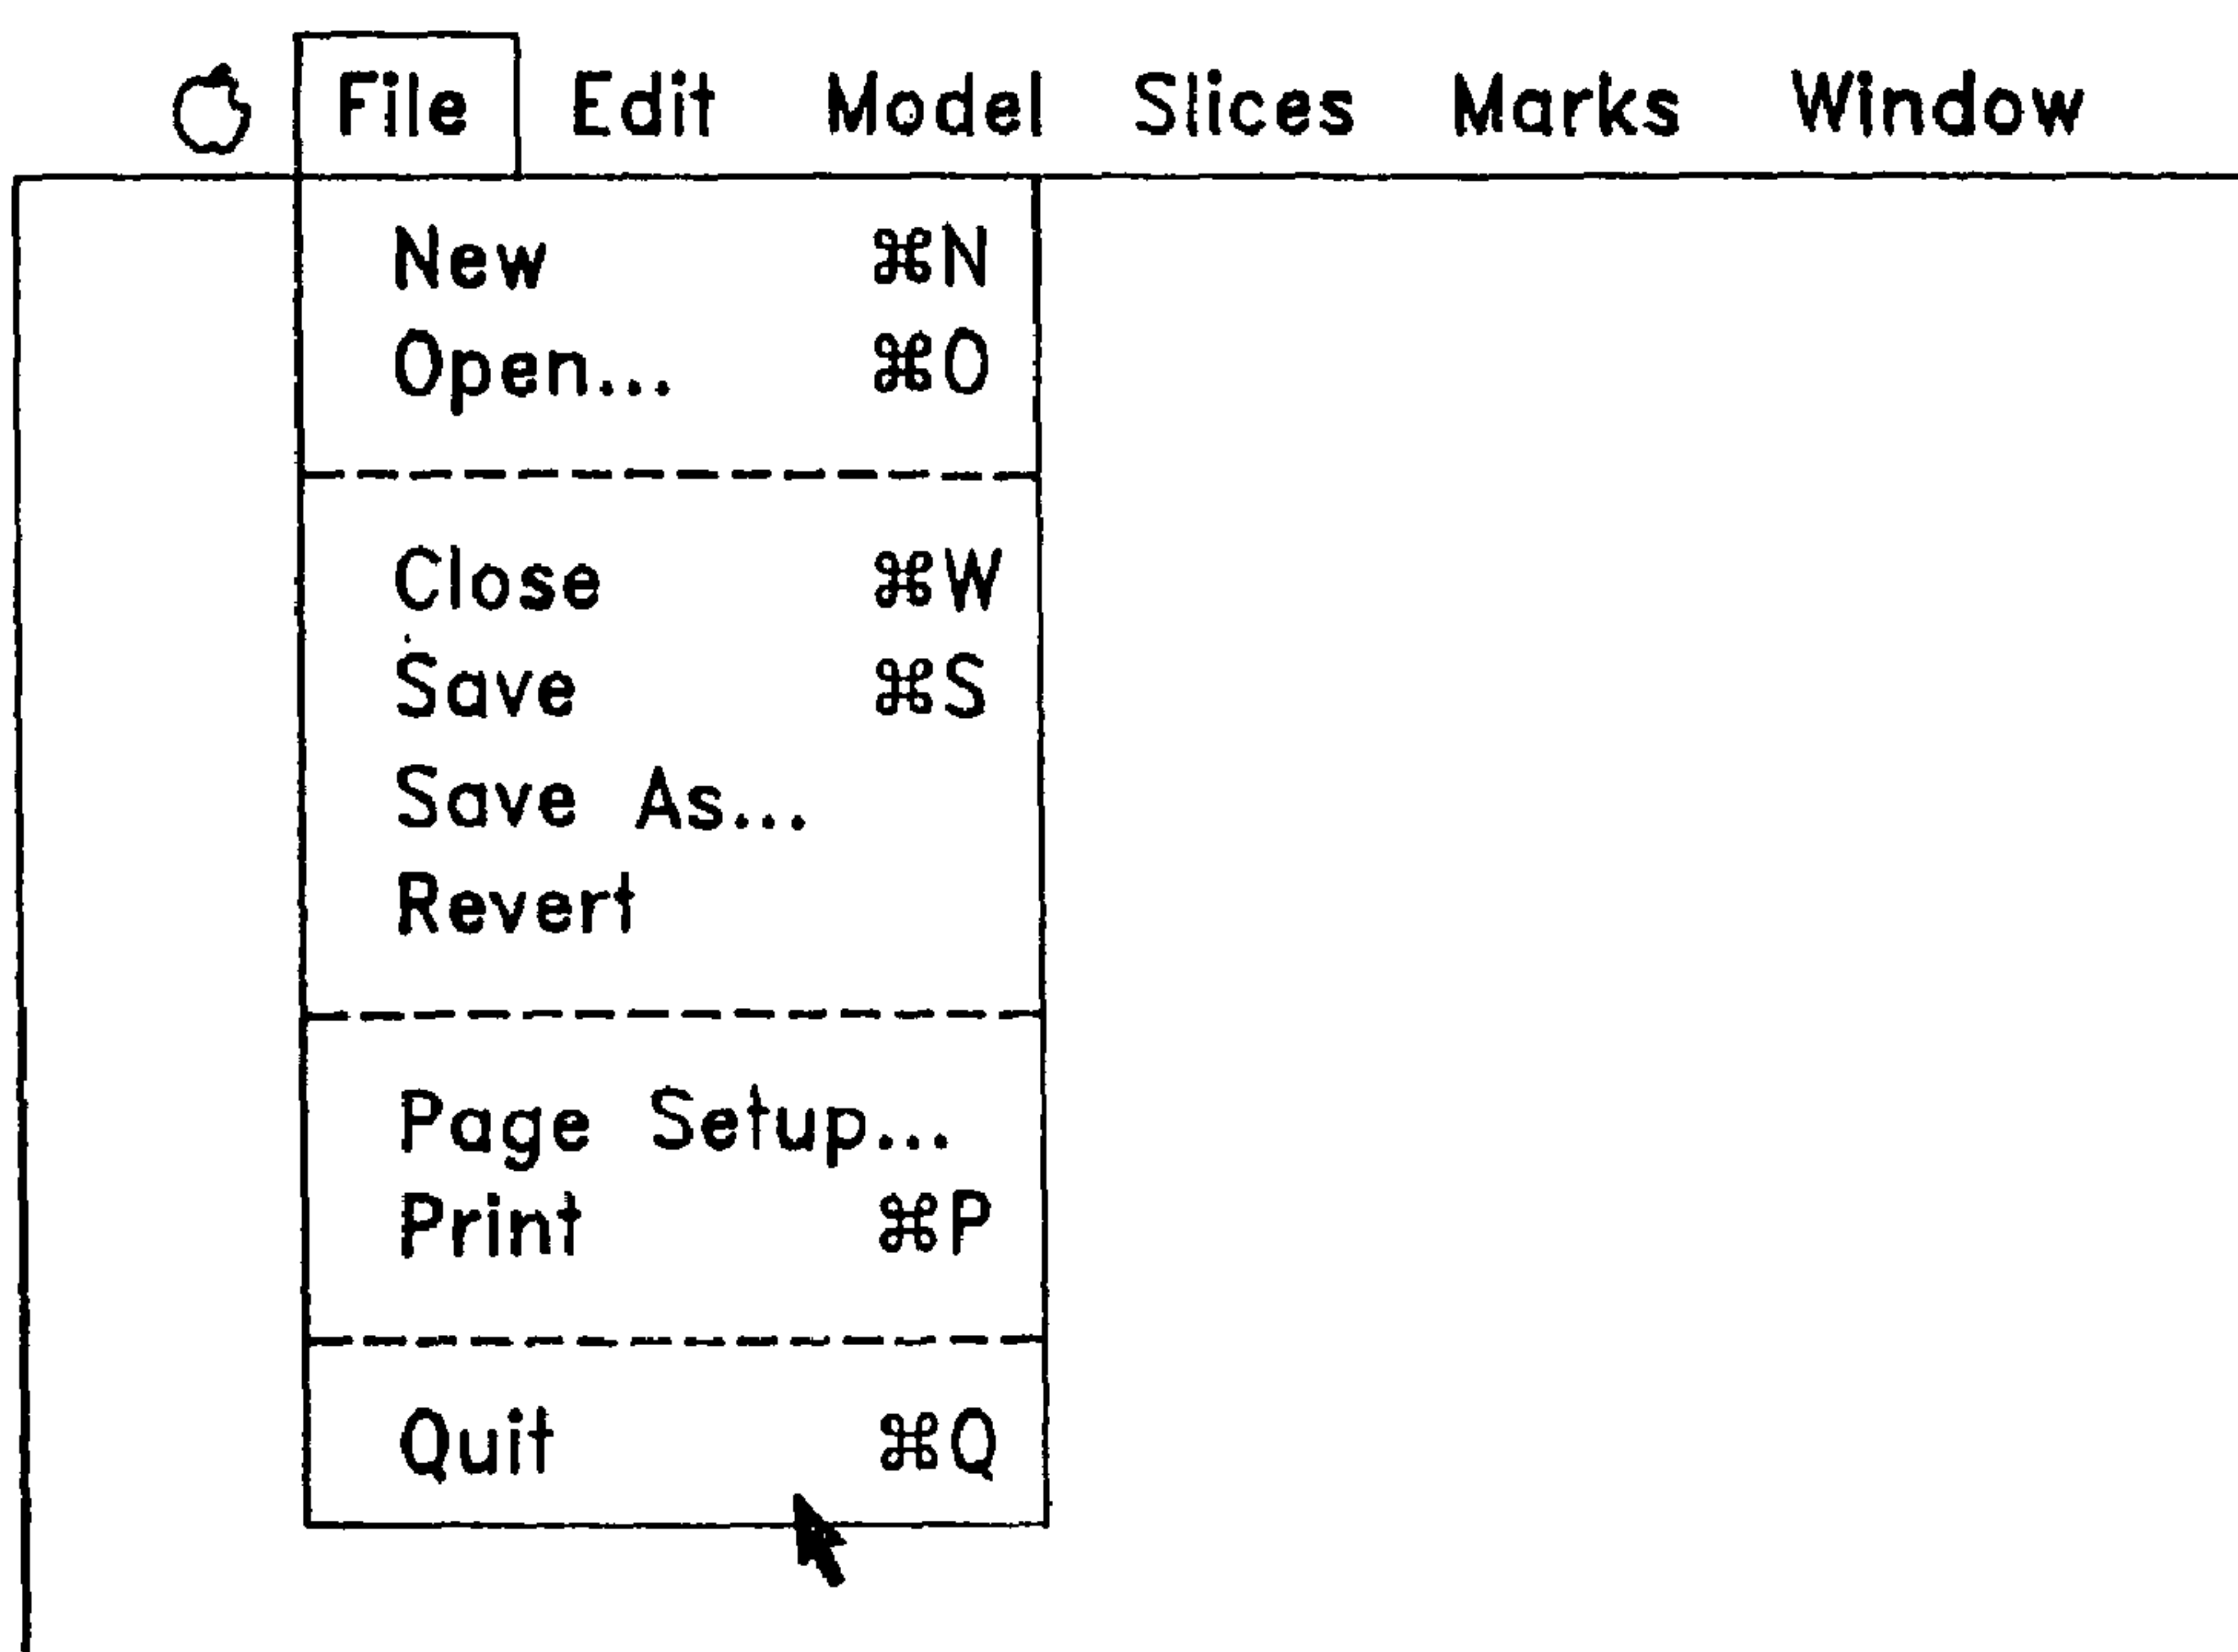 File Edit Model Slices Marks Window
New ⌘N
Open... ⌘O
Close ⌘W
Save ⌘S
Save As...
Revert
Page Setup...
Print ⌘P
Quit ⌘Q